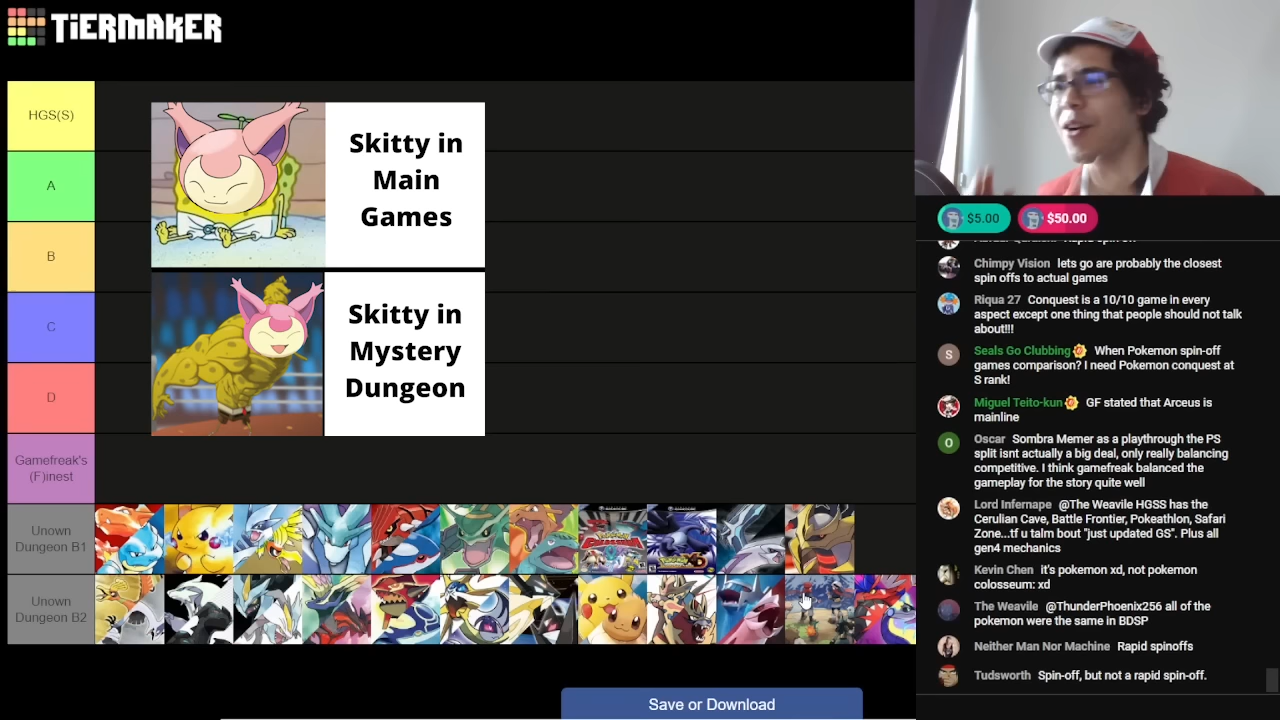 TiERMAKER
HGS(S)
A
B
C
D
Gamefreak's
(F)inest
Unown
Dungeon B1
Unown
Dungeon B2
Skitty in
Main
Games
Skitty in
Mystery
Dungeon
Save or Download
$5.00
$50.00
Chimpy Vision lets go are probably the closest
spin offs to actual games
Riqua 27 Conquest is a 10/10 game in every
aspect except one thing that people should not talk
about!!!
S
Seals Go Clubbing When Pokemon spin-off
games comparison? I need Pokemon conquest at
S rank!
Miguel Teito-kun GF stated that Arceus is
mainline
O
Oscar Sombra Memer as a playthrough the PS
split isnt actually a big deal, only really balancing
competitive. I think gamefreak balanced the
gameplay for the story quite well
Lord Infernape @The Weavile HGSS has the
Cerulian Cave, Battle Frontier, Pokeathlon, Safari
Zone...tf u talm bout "just updated GS". Plus all
gen4 mechanics
Kevin Chen it's pokemon xd, not pokemon
colosseum: xd
The Weavile @ThunderPhoenix256 all of the
pokemon were the same in BDSP
Neither Man Nor Machine Rapid spinoffs
Tudsworth Spin-off, but not a rapid spin-off.